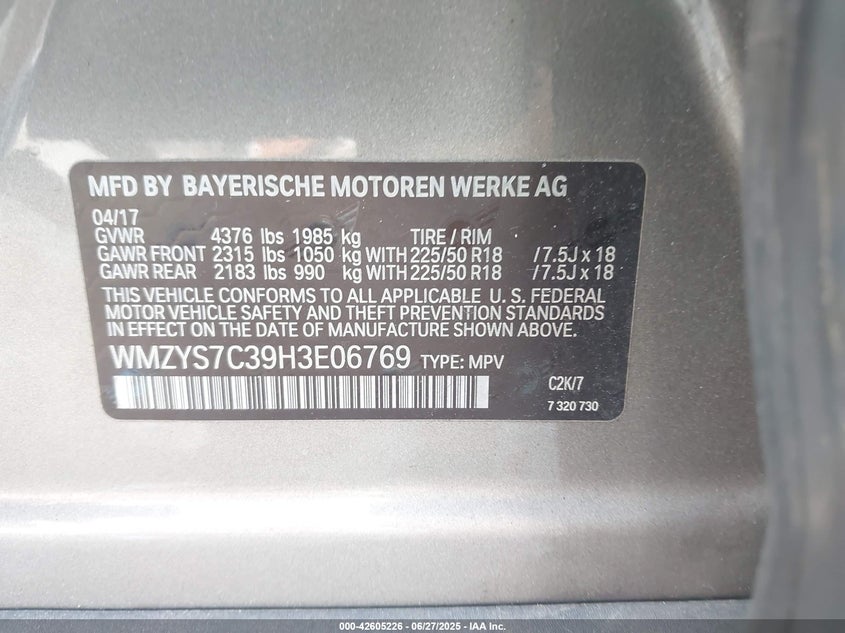 MFD BY BAYERISCHE MOTOREN WERKE AG
04/17
GVWR 4376 lbs 1985 kg TIRE / RIM
GAWR FRONT 2315 lbs 1050 kg WITH 225/50 R18 /7.5J x 18
GAWR REAR 2183 lbs 990 kg WITH 225/50 R18 /7.5J x 18
THIS VEHICLE CONFORMS TO ALL APPLICABLE U. S. FEDERAL
MOTOR VEHICLE SAFETY AND THEFT PREVENTION STANDARDS
IN EFFECT ON THE DATE OF MANUFACTURE SHOWN ABOVE.
WMZYS7C39H3E06769 TYPE: MPV
C2K/7
7 320 730
000-42605226 - 06/27/2025 - IAA Inc.